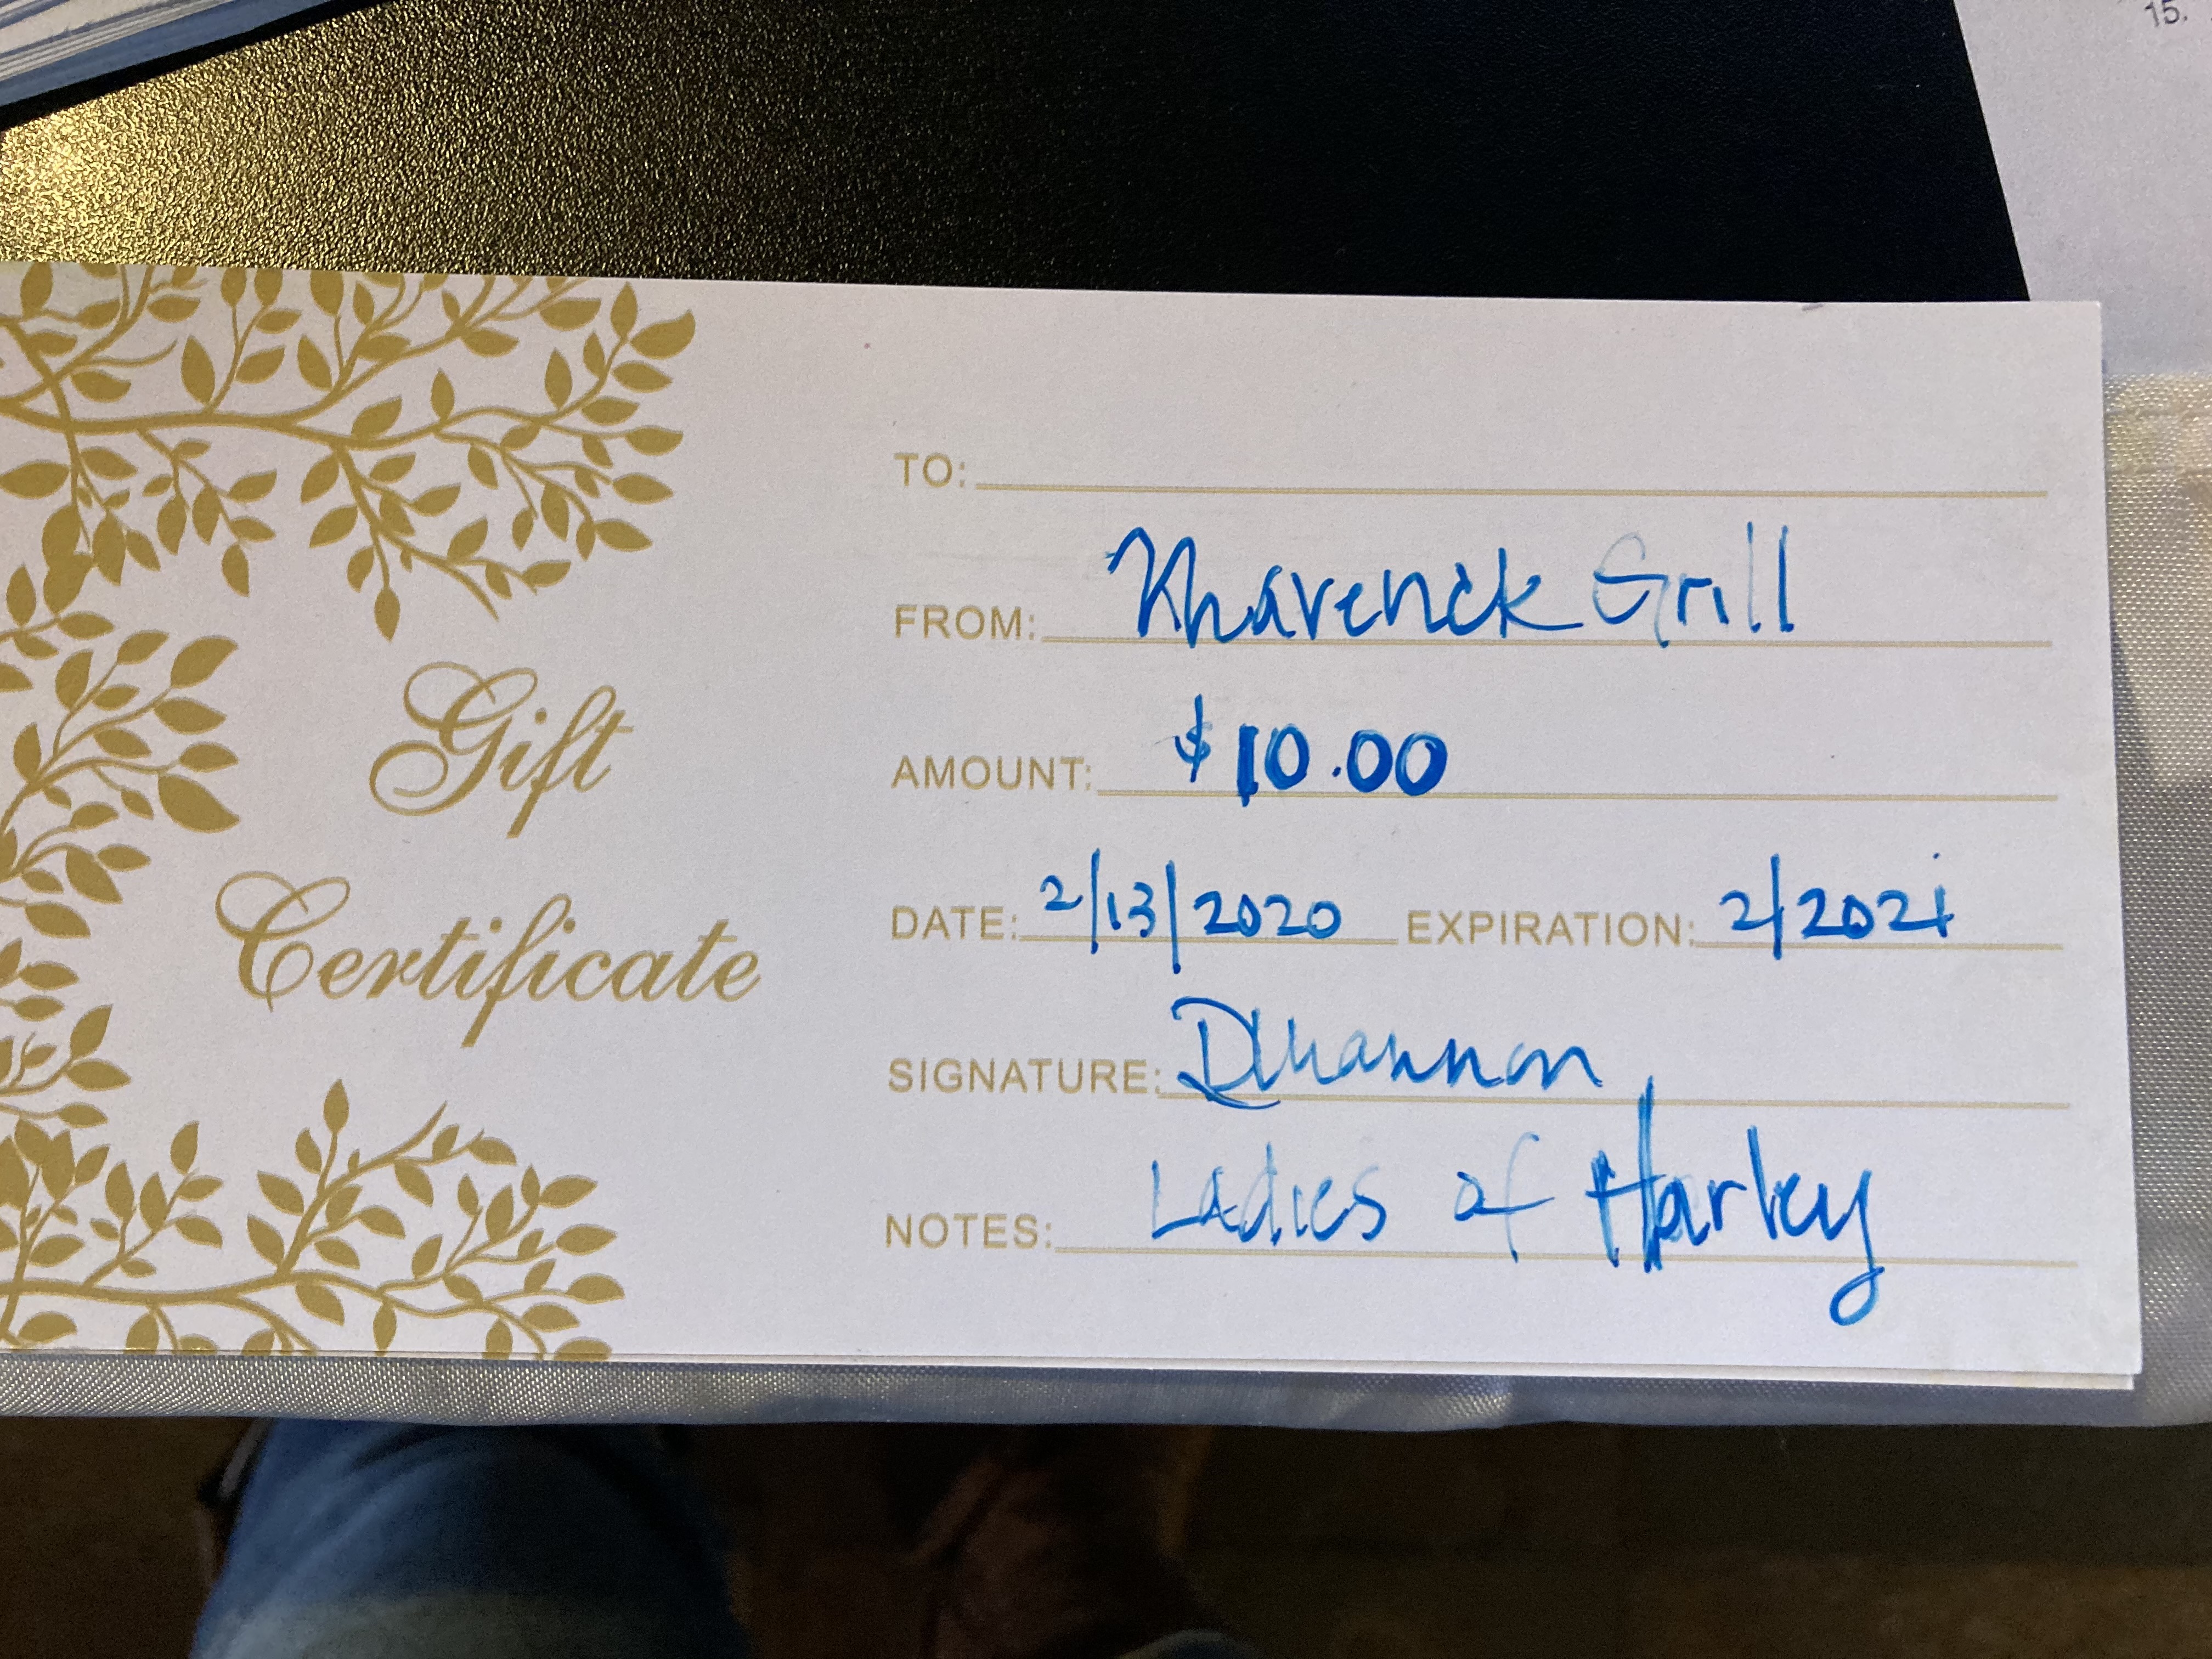 15.
TO:
FROM: Maverick Grill
Gift
AMOUNT: $10.00
Certificate
DATE: 2/13/2020 EXPIRATION: 2/2021
SIGNATURE:
NOTES: Ladies of Harley